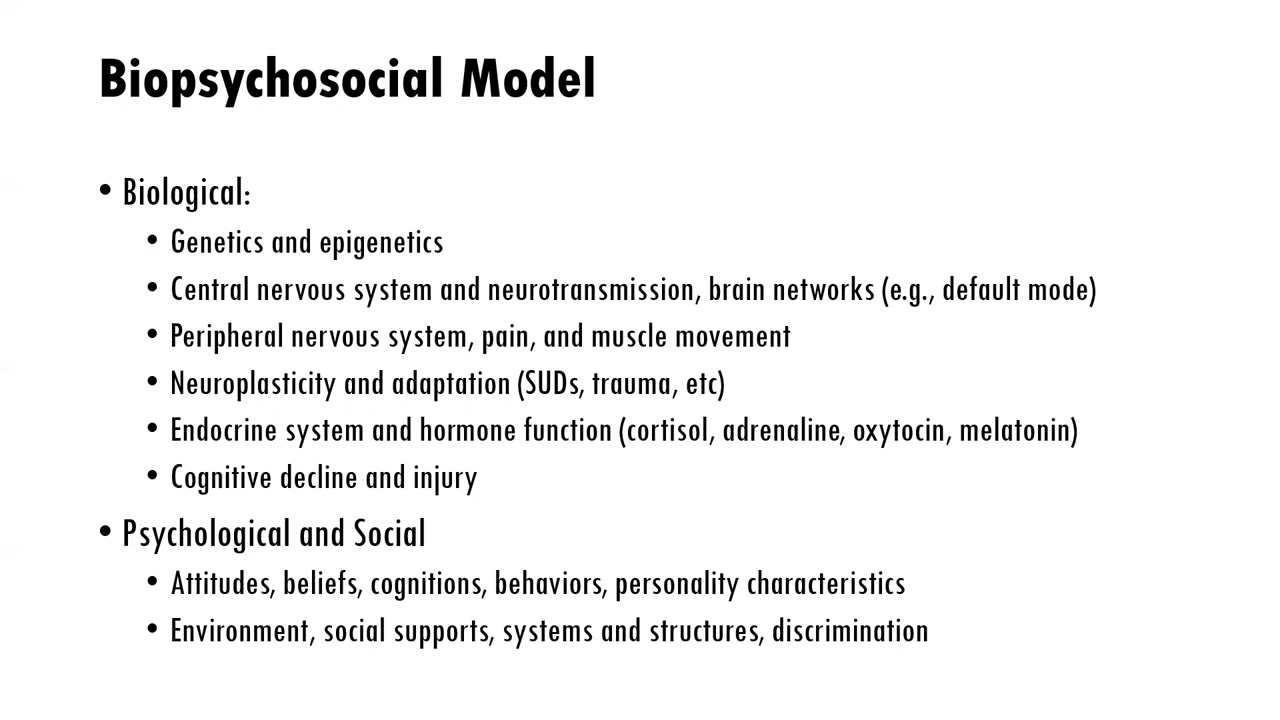 Biopsychosocial Model
• Biological:
• Genetics and epigenetics
• Central nervous system and neurotransmission, brain networks (e.g., default mode)
• Peripheral nervous system, pain, and muscle movement
• Neuroplasticity and adaptation (SUDs, trauma, etc)
• Endocrine system and hormone function (cortisol, adrenaline, oxytocin, melatonin)
• Cognitive decline and injury
• Psychological and Social
• Attitudes, beliefs, cognitions, behaviors, personality characteristics
• Environment, social supports, systems and structures, discrimination